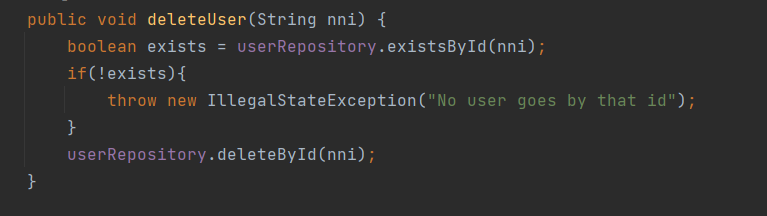 public void deleteUser(String nni) {
    boolean exists = userRepository.existsById(nni);
    if(!exists){
        throw new IllegalStateException("No user goes by that id");
    }
    userRepository.deleteById(nni);
}